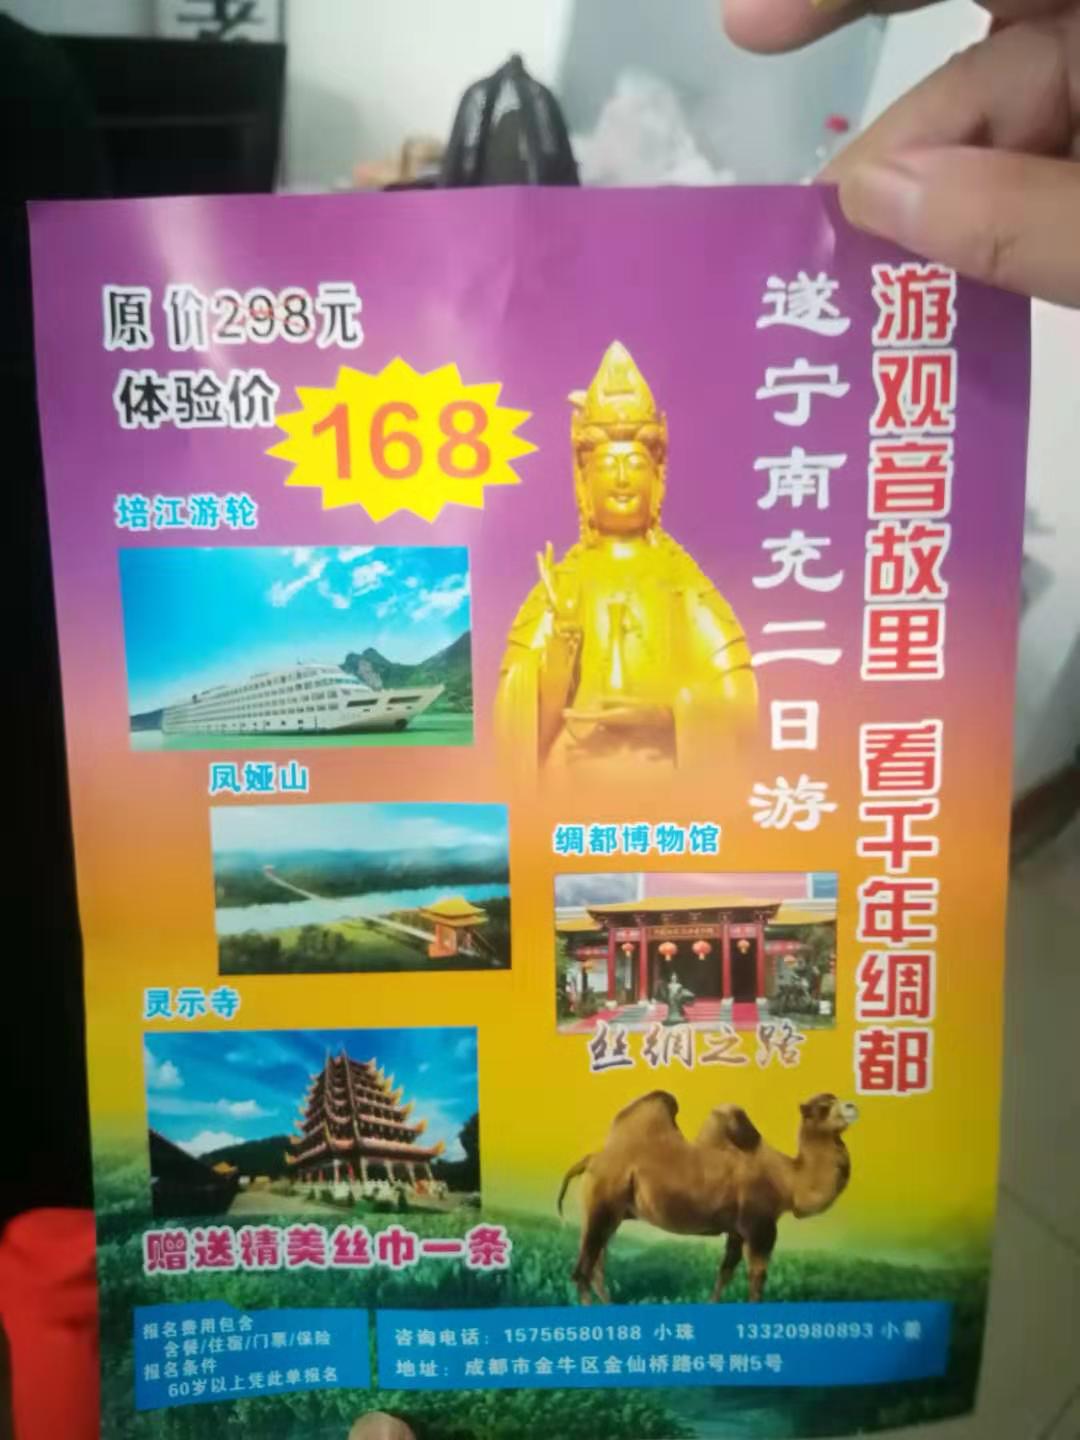 游观音故里 看千年绸都
遂宁南充二日游
原价298元
体验价
168
培江游轮
凤娅山
绸都博物馆
丝绸之路
灵示寺
赠送精美丝巾一条
报名费用包含
含餐/住宿/门票/保险
报名条件
60岁以上凭此单报名
咨询电话：15756580188 小珠 13320980893 小姜
地址：成都市金牛区金仙桥路6号附5号